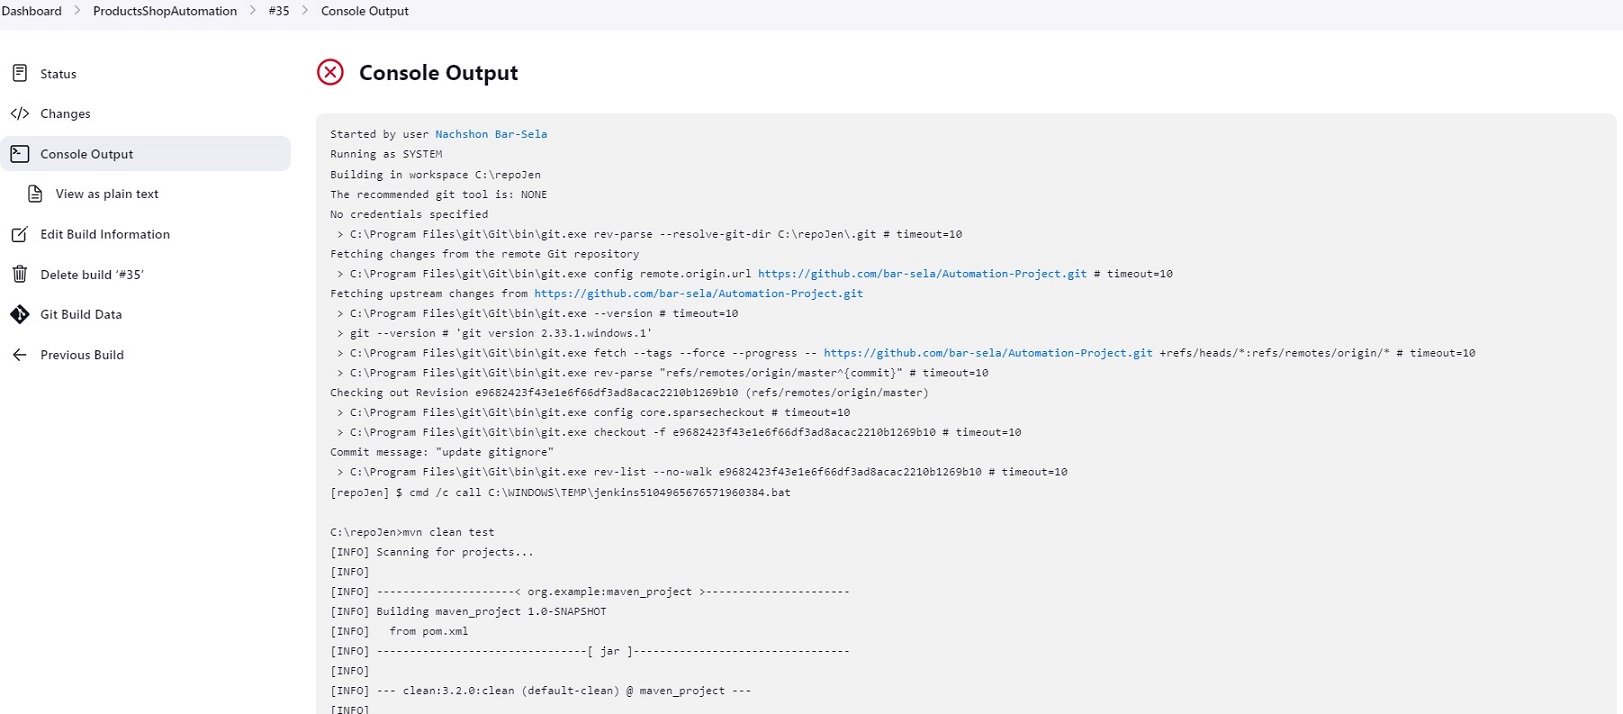 Dashboard > ProductsShopAutomation > #35 > Console Output
Status
Changes
Console Output
View as plain text
Edit Build Information
Delete build ‘#35’
Git Build Data
Previous Build
Console Output
Started by user Nachshon Bar-Sela
Running as SYSTEM
Building in workspace C:\repoJen
The recommended git tool is: NONE
No credentials specified
 > C:\Program Files\git\Git\bin\git.exe rev-parse --resolve-git-dir C:\repoJen\.git # timeout=10
Fetching changes from the remote Git repository
 > C:\Program Files\git\Git\bin\git.exe config remote.origin.url https://github.com/bar-sela/Automation-Project.git # timeout=10
Fetching upstream changes from https://github.com/bar-sela/Automation-Project.git
 > C:\Program Files\git\Git\bin\git.exe --version # timeout=10
 > git --version # 'git version 2.33.1.windows.1'
 > C:\Program Files\git\Git\bin\git.exe fetch --tags --force --progress -- https://github.com/bar-sela/Automation-Project.git +refs/heads/*:refs/remotes/origin/* # timeout=10
 > C:\Program Files\git\Git\bin\git.exe rev-parse "refs/remotes/origin/master^{commit}" # timeout=10
Checking out Revision e9682423f43e1e6f66df3ad8acac2210b1269b10 (refs/remotes/origin/master)
 > C:\Program Files\git\Git\bin\git.exe config core.sparsecheckout # timeout=10
 > C:\Program Files\git\Git\bin\git.exe checkout -f e9682423f43e1e6f66df3ad8acac2210b1269b10 # timeout=10
Commit message: "update gitignore"
 > C:\Program Files\git\Git\bin\git.exe rev-list --no-walk e9682423f43e1e6f66df3ad8acac2210b1269b10 # timeout=10
[repoJen] $ cmd /c call C:\WINDOWS\TEMP\jenkins5104965676571960384.bat
C:\repoJen>mvn clean test
[INFO] Scanning for projects...
[INFO]
[INFO] ---------------------< org.example:maven_project >----------------------
[INFO] Building maven_project 1.0-SNAPSHOT
[INFO]   from pom.xml
[INFO] --------------------------------[ jar ]---------------------------------
[INFO]
[INFO] --- clean:3.2.0:clean (default-clean) @ maven_project ---
[INFO]